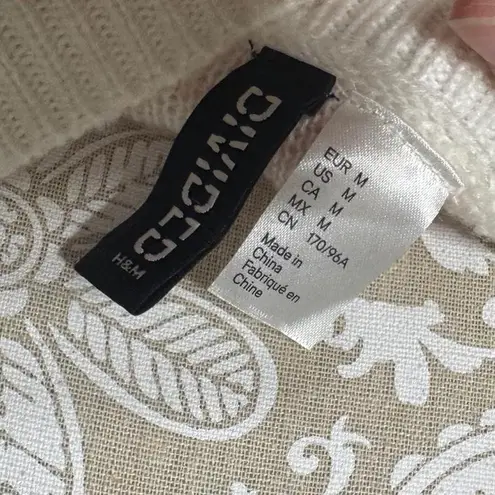 DIVIDED
H&M
EUR M
US M
CA M
MX M
CN 170/96A
Made in
China
Fabriqué en
Chine